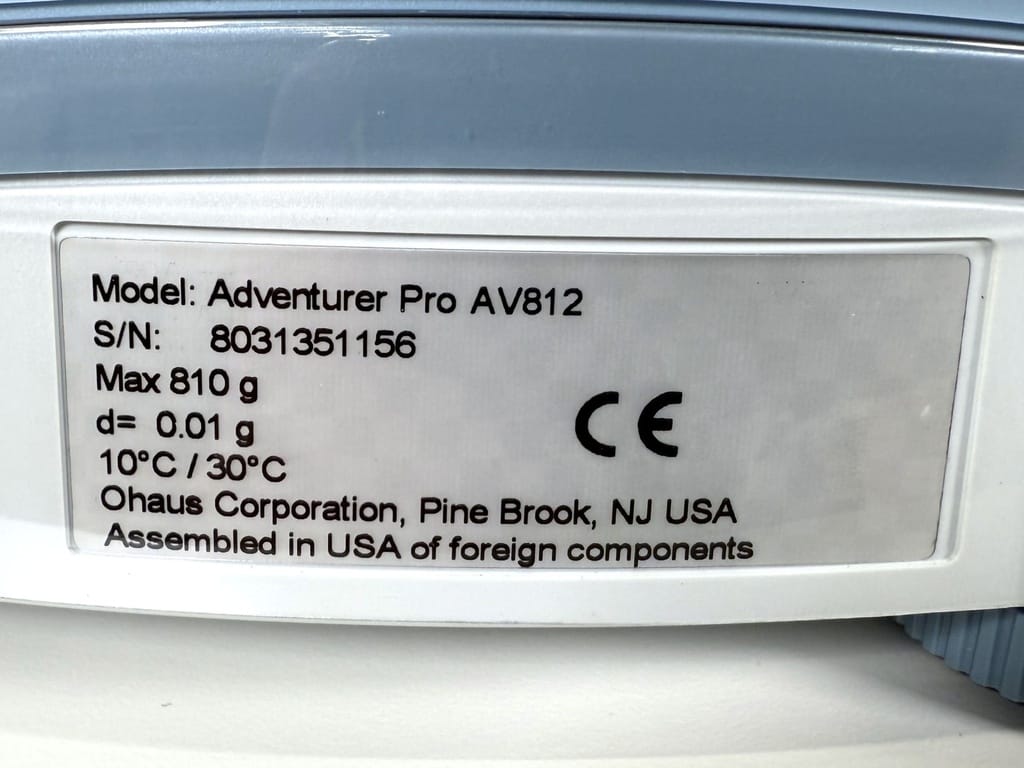 Model: Adventurer Pro AV812
S/N: 8031351156
Max 810 g
d= 0.01 g
10°C / 30°C
CE
Ohaus Corporation, Pine Brook, NJ USA
Assembled in USA of foreign components